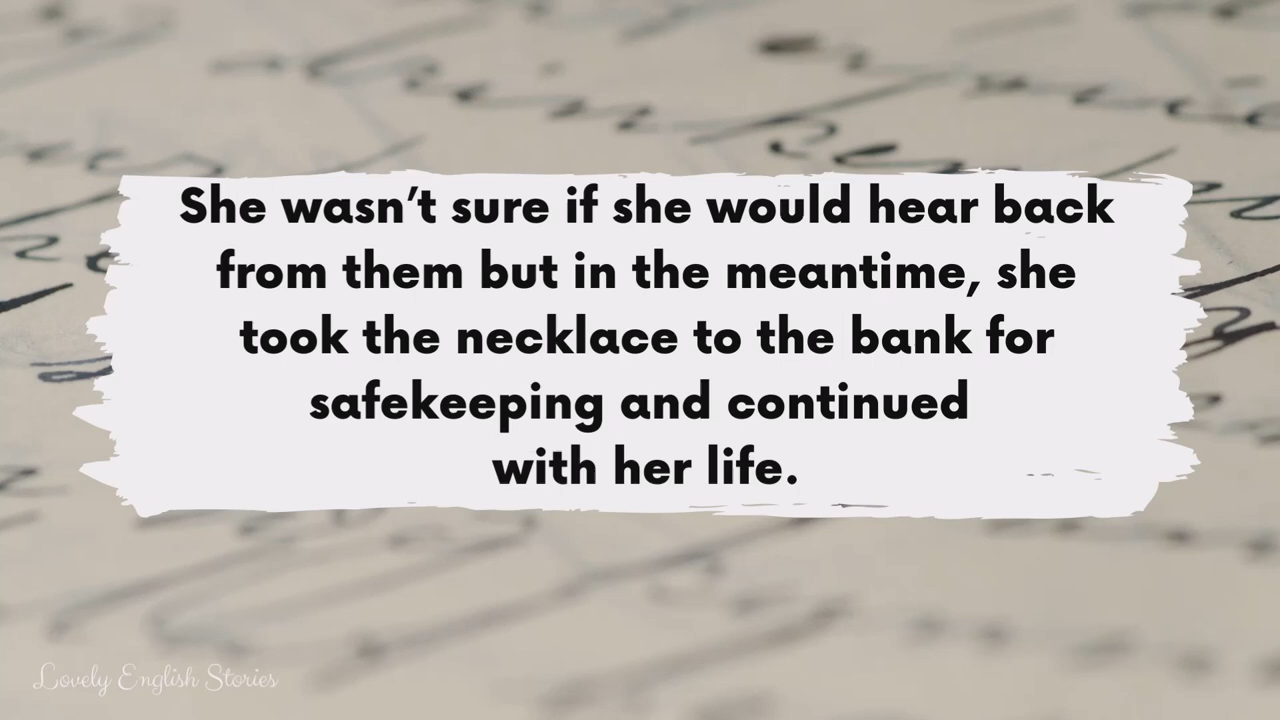 She wasn’t sure if she would hear back
from them but in the meantime, she
took the necklace to the bank for
safekeeping and continued
with her life.
Lovely English Stories